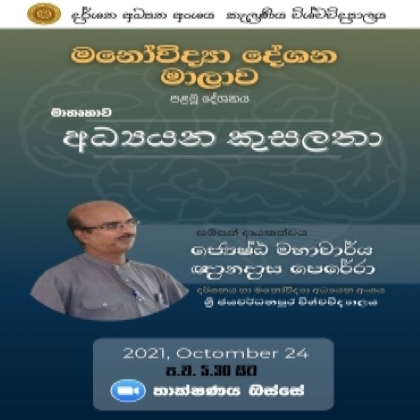 දර්ශන අධ්‍යයන අංශය කැලණිය විශ්වවිද්‍යාලය
මනෝවිද්‍යා දේශන
මාලාව
පළමු දේශනය
මාතෘකාව
අධ්‍යයන කුසලතා
සම්පත් දායකත්වය
ජ්‍යෙෂ්ඨ මහාචාර්ය
ඥානදාස පෙරේරා
දර්ශනය හා මනෝවිද්‍යා අධ්‍යයන අංශය
ශ්‍රී ජයවර්ධනපුර විශ්වවිද්‍යාලය
2021, Octomber 24
ප.ව. 5.30 සිට
තාක්ෂණය ඔස්සේ